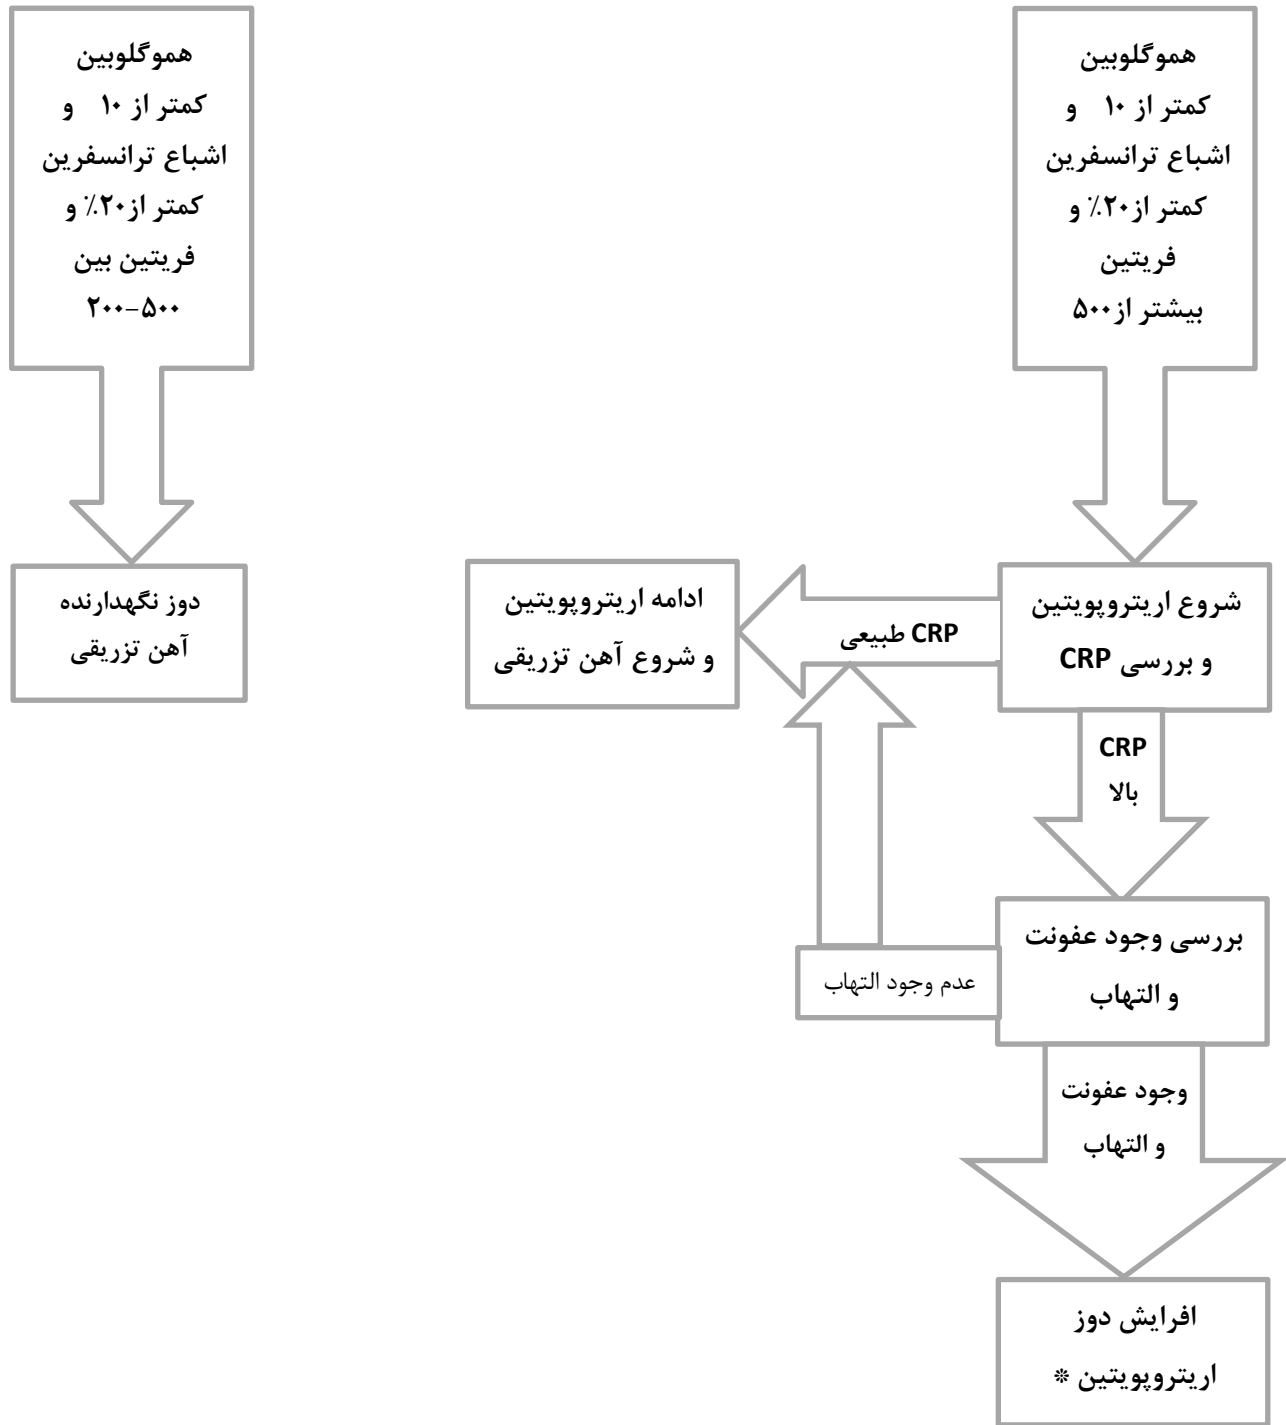 هموگلوبین
کمتر از ۱۰ و
اشباع ترانسفرین
کمتر از۲۰٪ و
فریتین
بیشتر از۵۰۰
هموگلوبین
کمتر از ۱۰ و
اشباع ترانسفرین
کمتر از۲۰٪ و
فریتین بین
۲۰۰-۵۰۰
شروع اریتروپویتین
و بررسی CRP
CRP طبیعی
ادامه اریتروپویتین
و شروع آهن تزریقی
دوز نگهدارنده
آهن تزریقی
CRP
بالا
بررسی وجود عفونت
و التهاب
عدم وجود التهاب
وجود عفونت
و التهاب
افرایش دوز
اریتروپویتین *